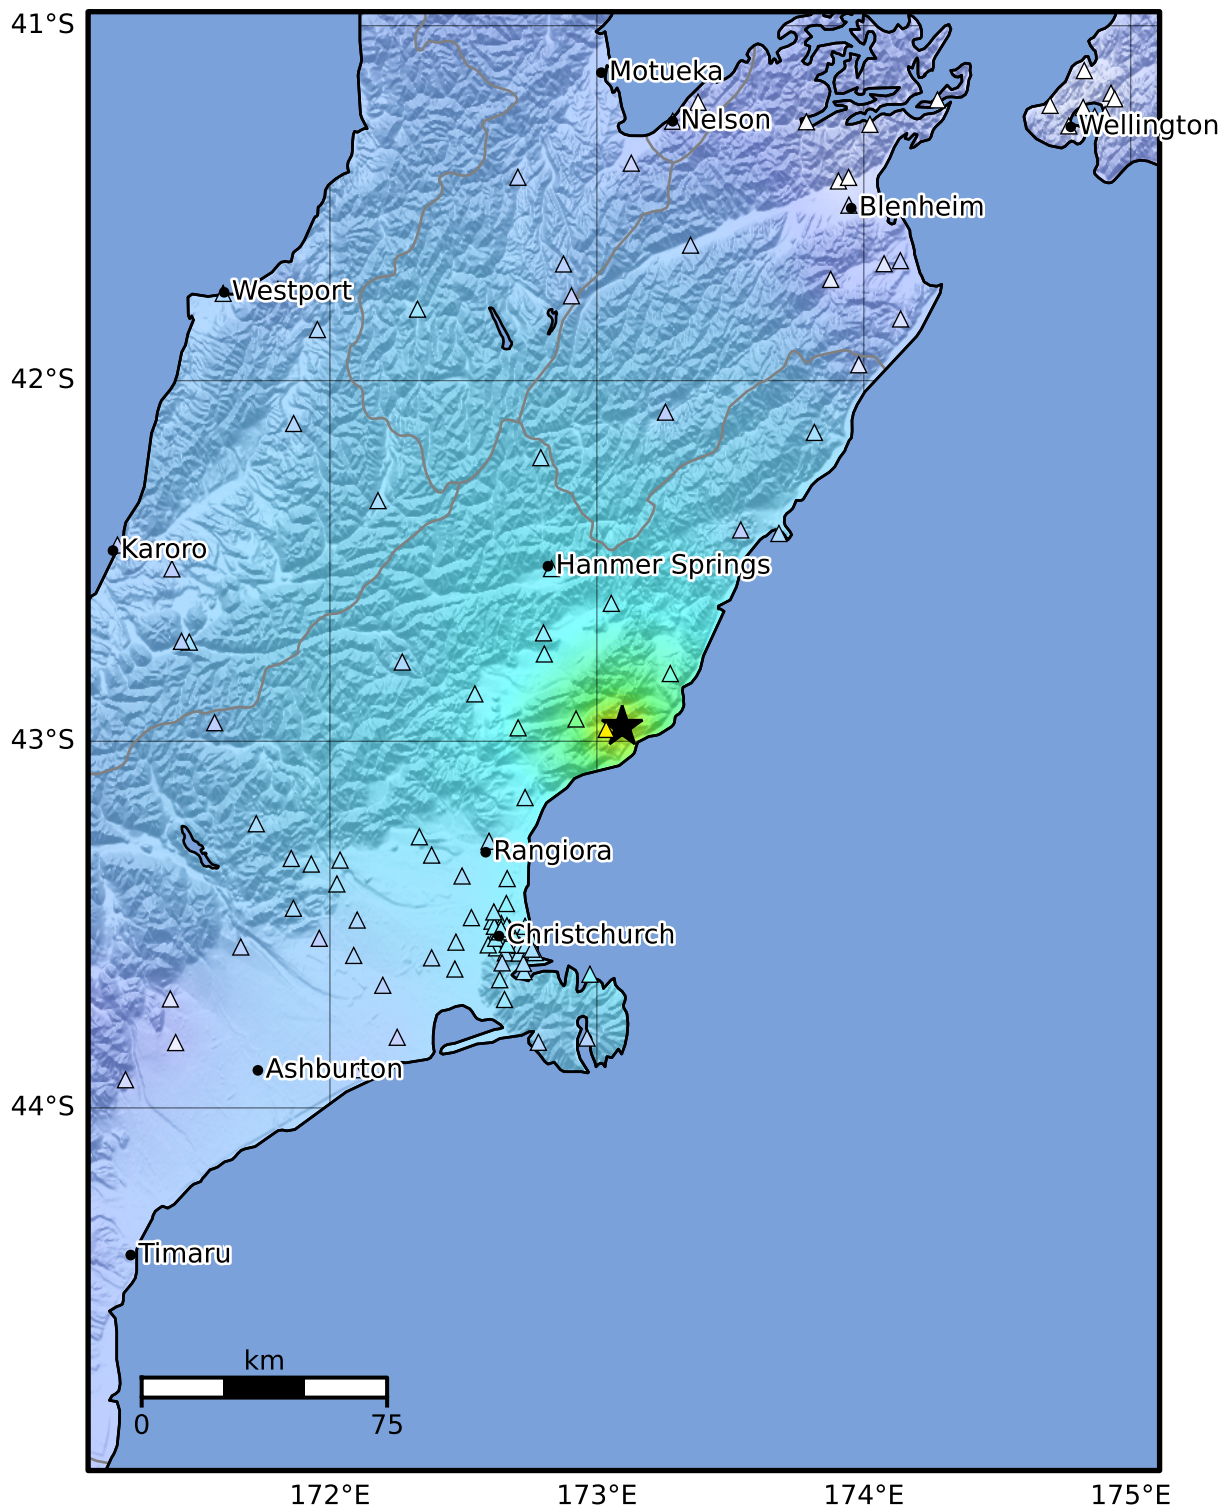 41°S
Motueka
Nelson
Wellington
Blenheim
Westport
42°S
Karoro
Hanmer Springs
43°S
Rangiora
Christchurch
Ashburton
44°S
Timaru
km
0 75
172°E 173°E 174°E 175°E